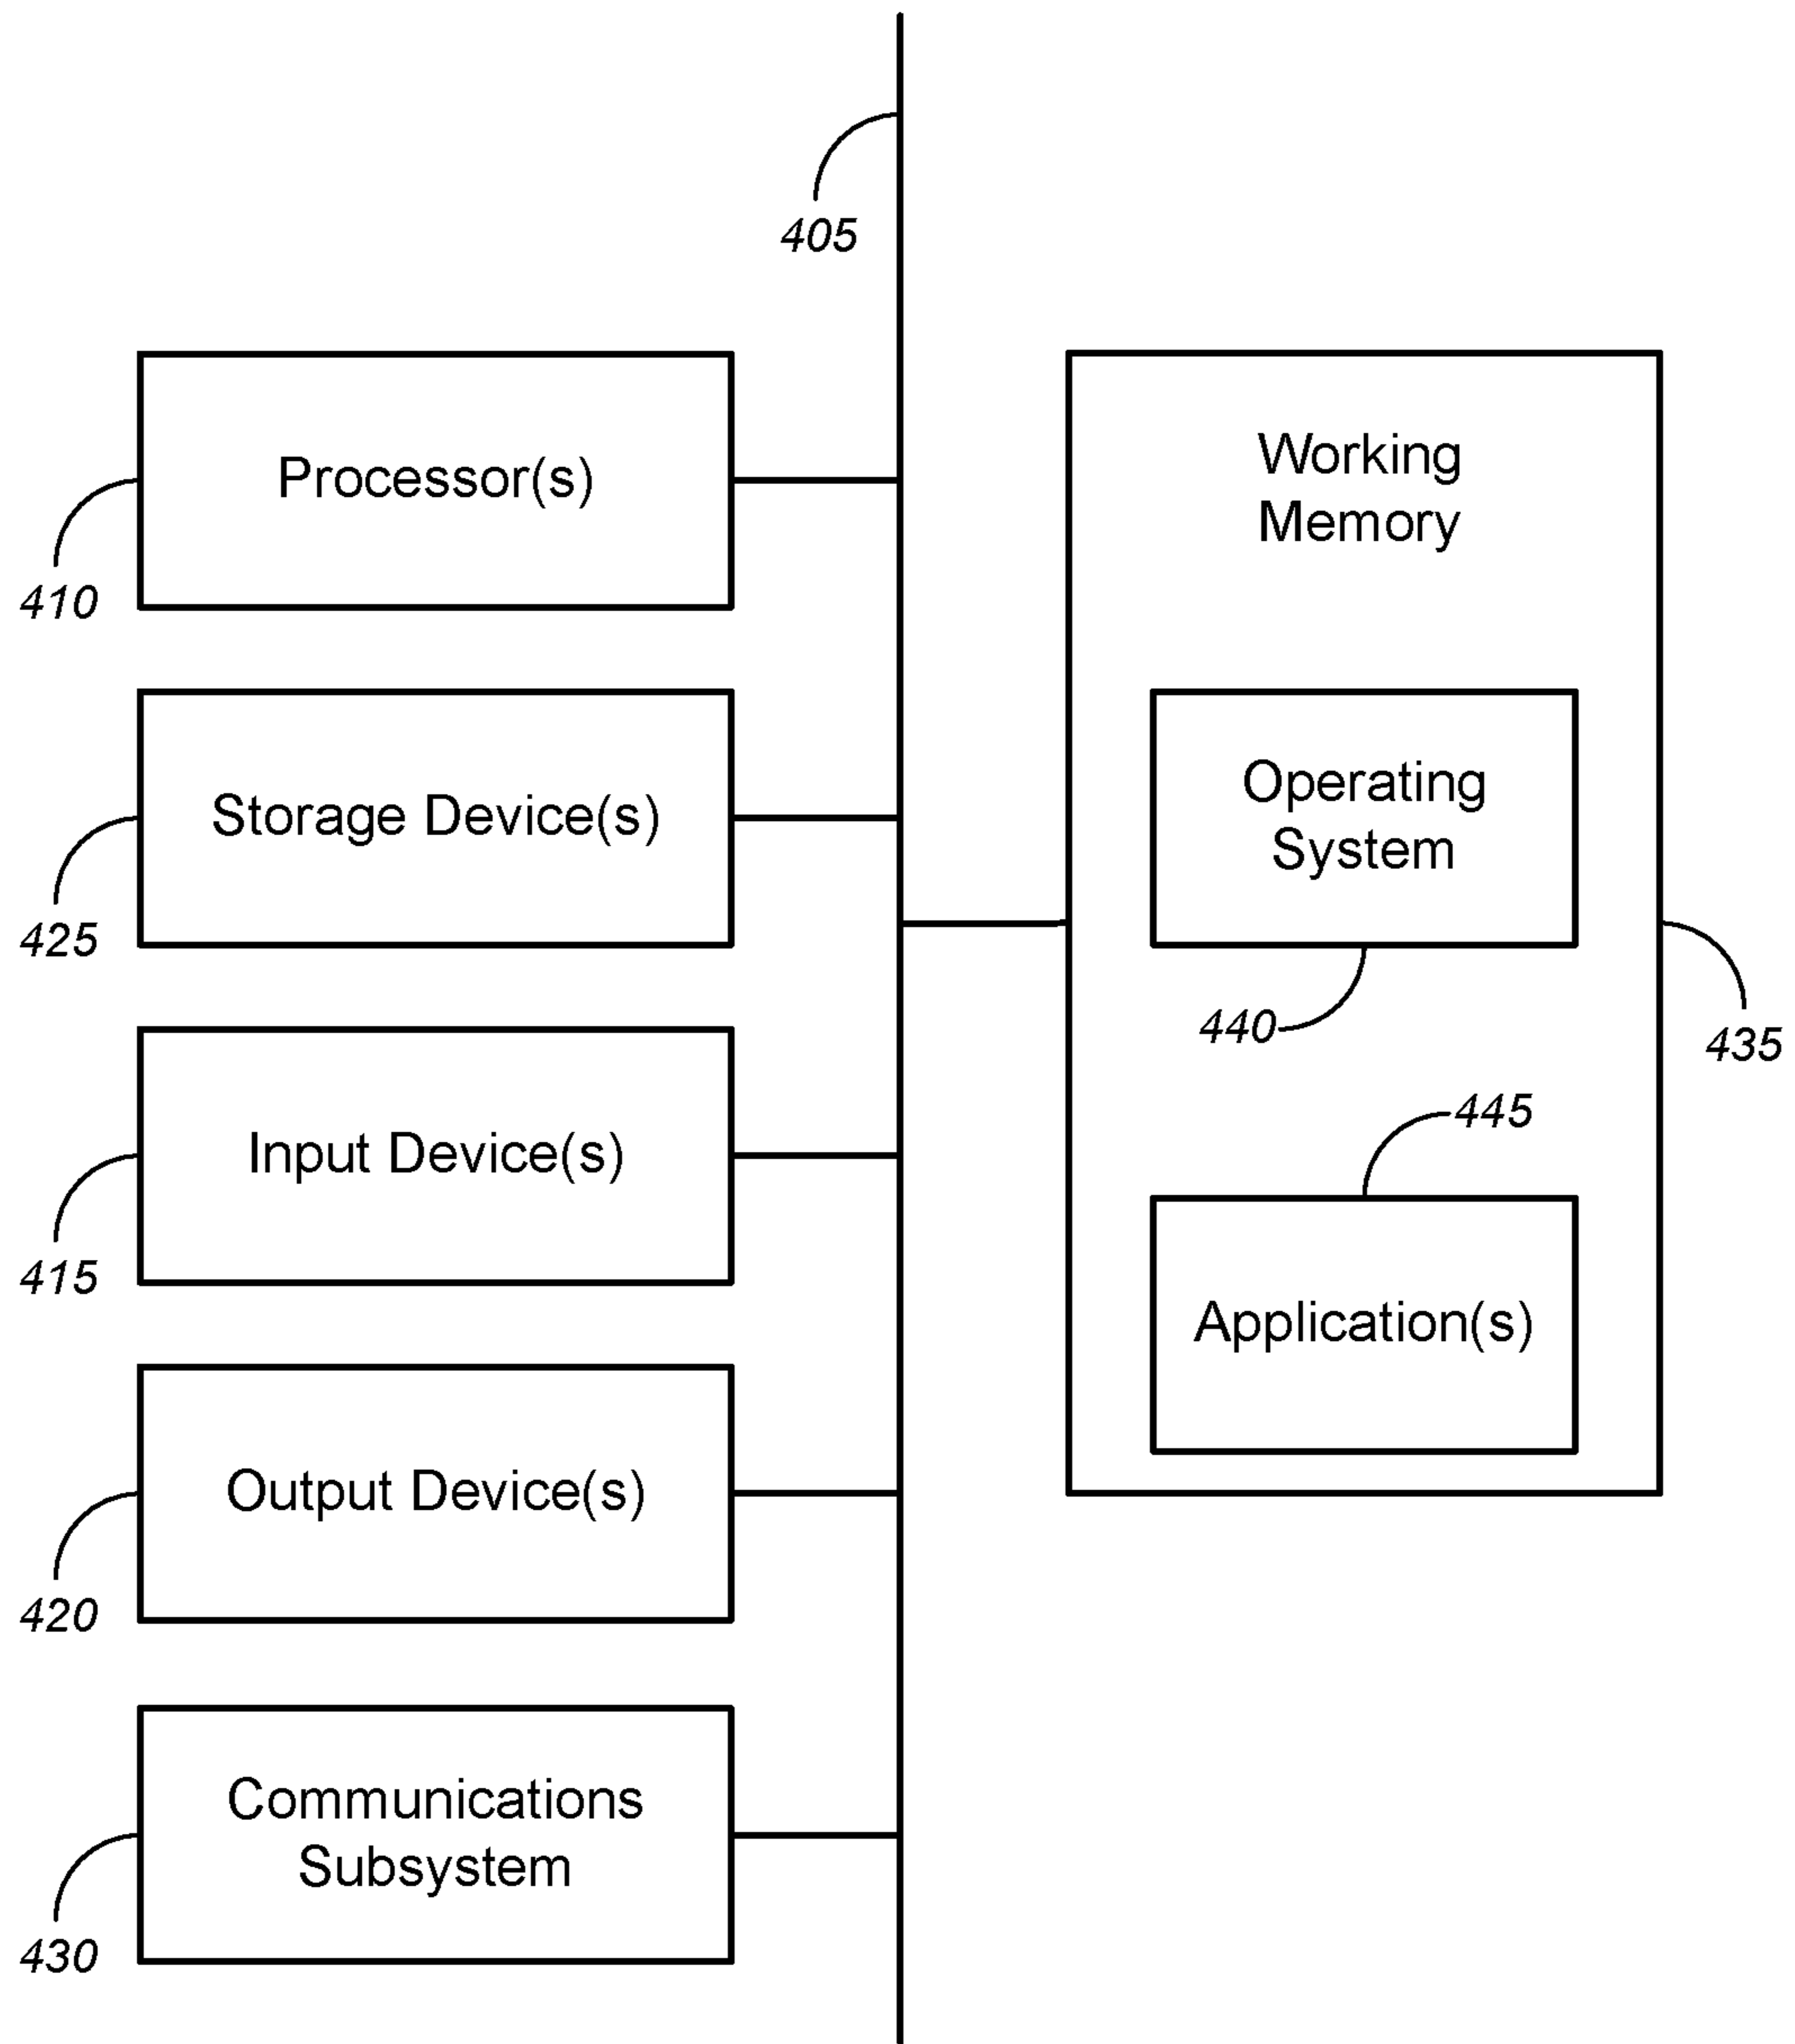 405
Processor(s)
410
Storage Device(s)
425
Input Device(s)
415
Output Device(s)
420
Communications
Subsystem
430
Working
Memory
Operating
System
440
435
445
Application(s)